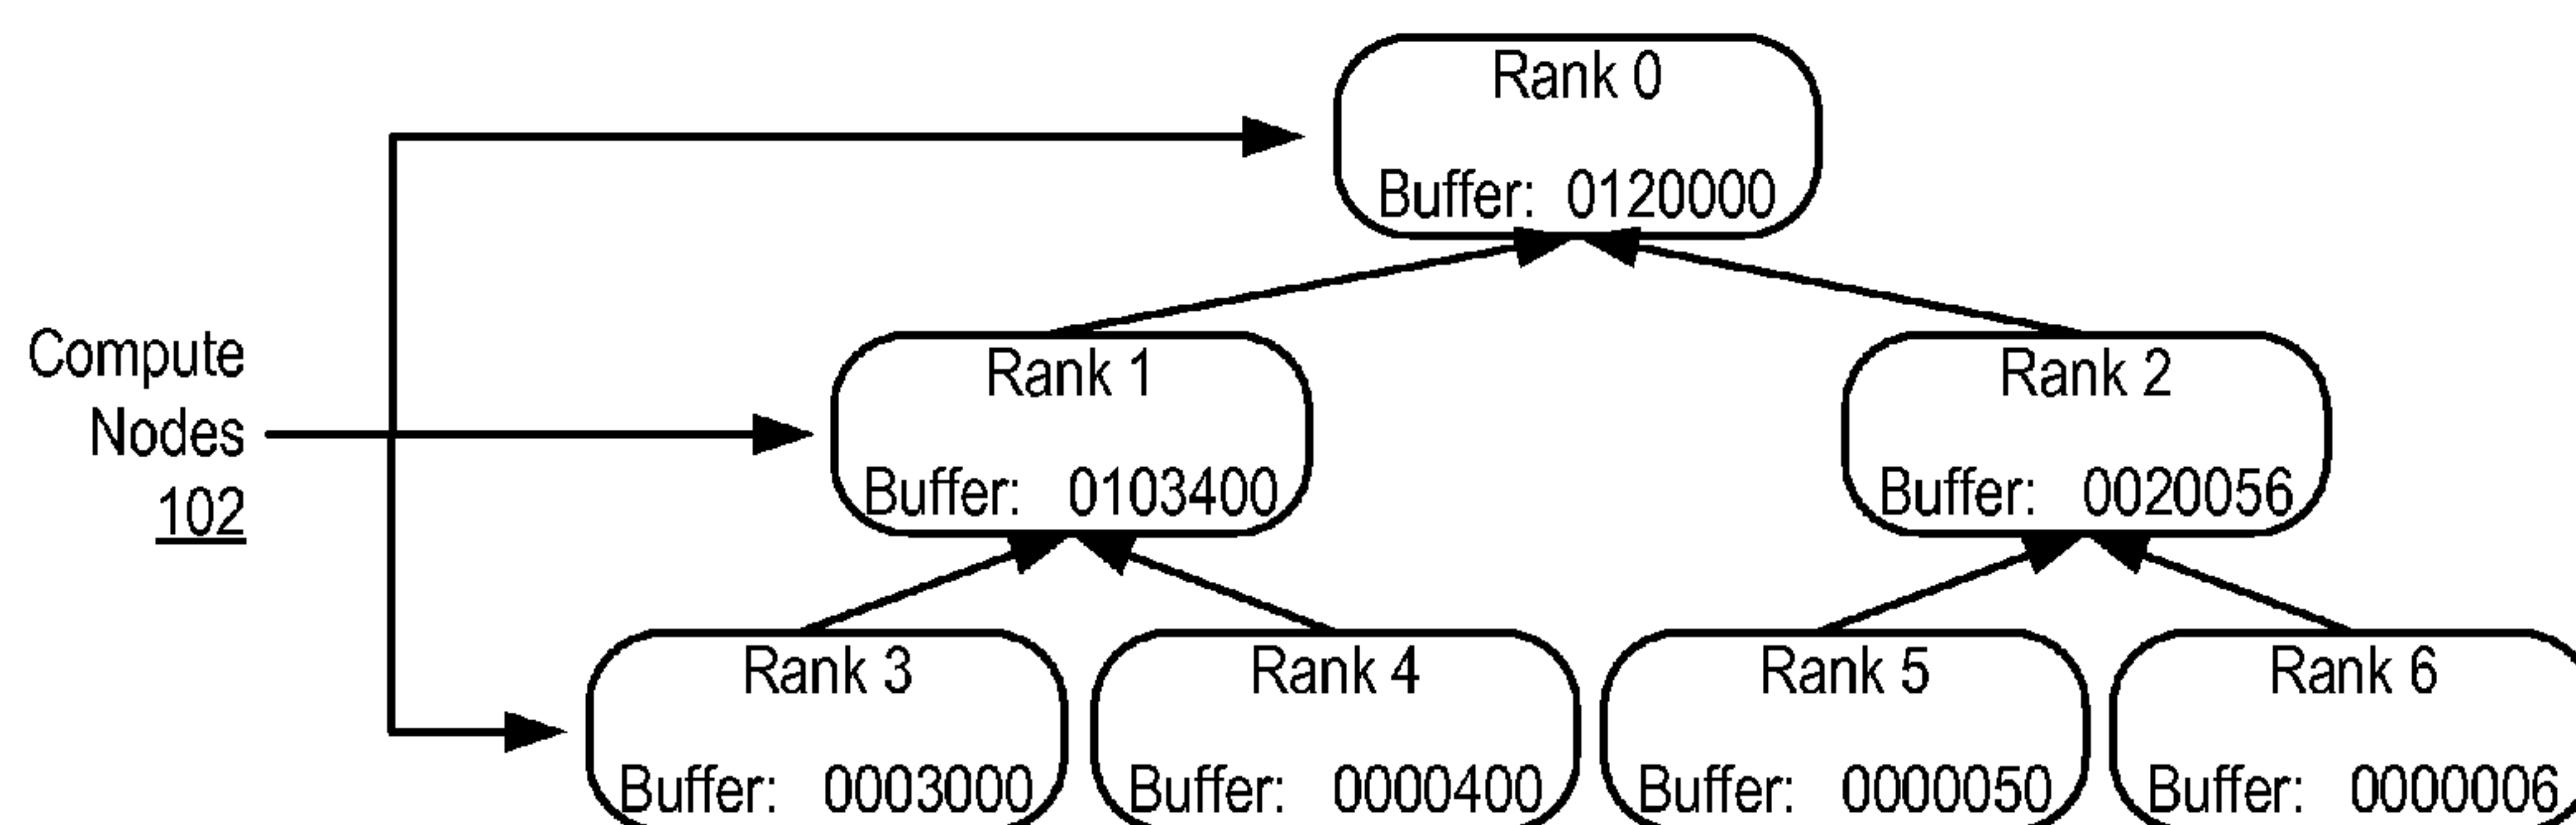 Rank 0
Buffer: 0120000
Compute
Nodes
102
Rank 1
Buffer: 0103400
Rank 2
Buffer: 0020056
Rank 3
Buffer: 0003000
Rank 4
Buffer: 0000400
Rank 5
Buffer: 0000050
Rank 6
Buffer: 0000006